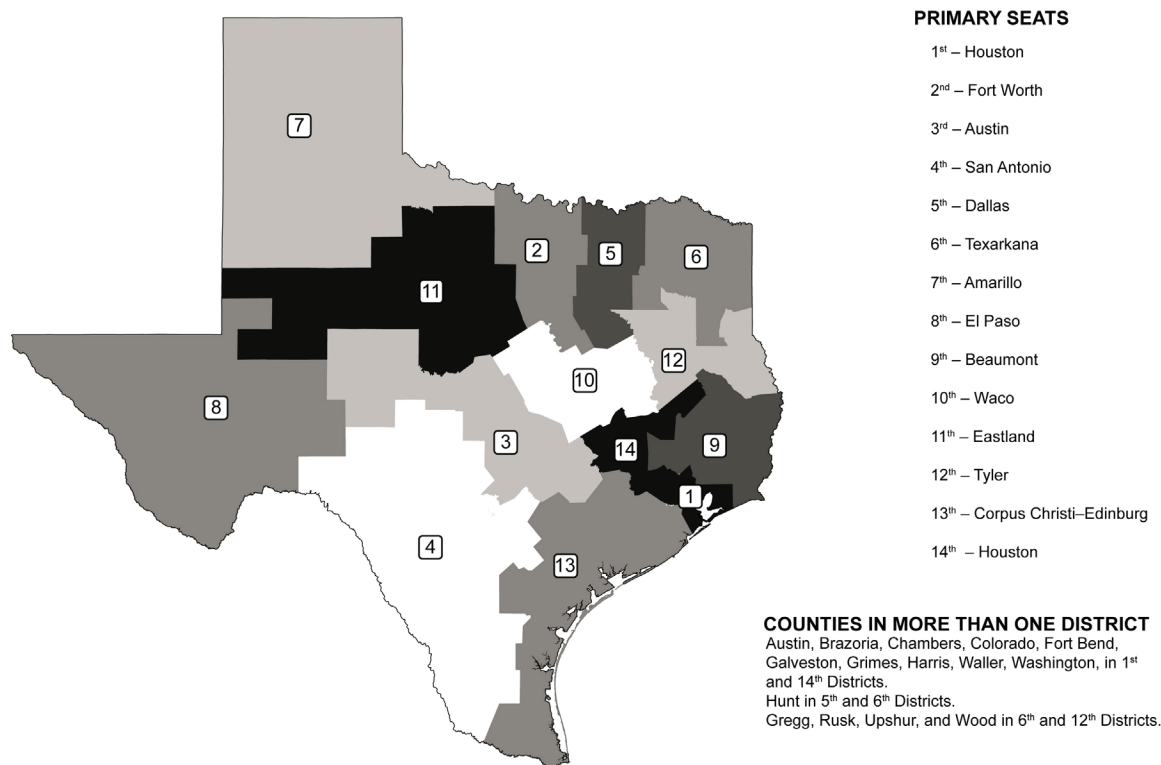 PRIMARY SEATS
1st – Houston
2nd – Fort Worth
3rd – Austin
4th – San Antonio
5th – Dallas
6th – Texarkana
7th – Amarillo
8th – El Paso
9th – Beaumont
10th – Waco
11th – Eastland
12th – Tyler
13th – Corpus Christi–Edinburg
14th – Houston
7
2
5
6
11
12
10
8
3
14
9
1
4
13
COUNTIES IN MORE THAN ONE DISTRICT
Austin, Brazoria, Chambers, Colorado, Fort Bend,
Galveston, Grimes, Harris, Waller, Washington, in 1st
and 14th Districts.
Hunt in 5th and 6th Districts.
Gregg, Rusk, Upshur, and Wood in 6th and 12th Districts.